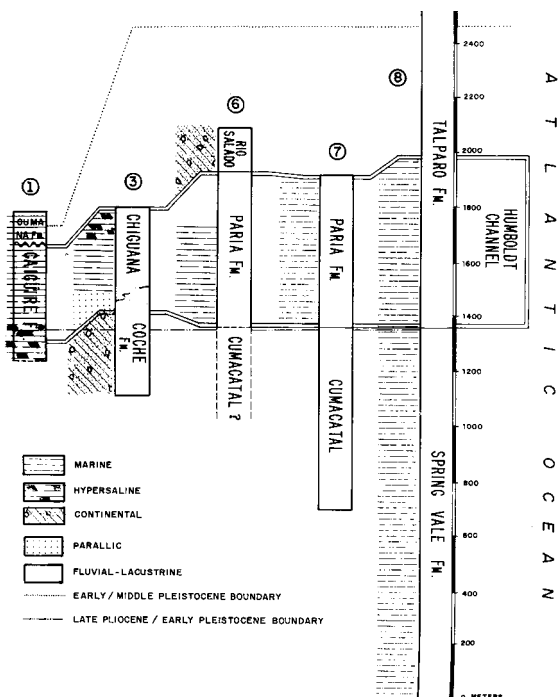 2400
2200
2000
1800
1600
1400
1200
1000
800
600
400
200
0 METERS
ATLANTIC OCEAN
HUMBOLDT
CHANNEL
⑧
TALPARO FM.
SPRING VALE FM.
⑦
PARIA FM.
CUMACATAL
⑥
RIO
SALADO
PARIA FM.
CUMACATAL ?
③
CHIGUANA
COCHE
FM.
①
CUMA
NA FM.
CAIGUIRE F
MARINE
HYPERSALINE
CONTINENTAL
PARALLIC
FLUVIAL-LACUSTRINE
EARLY/MIDDLE PLEISTOCENE BOUNDARY
LATE PLIOCENE / EARLY PLEISTOCENE BOUNDARY